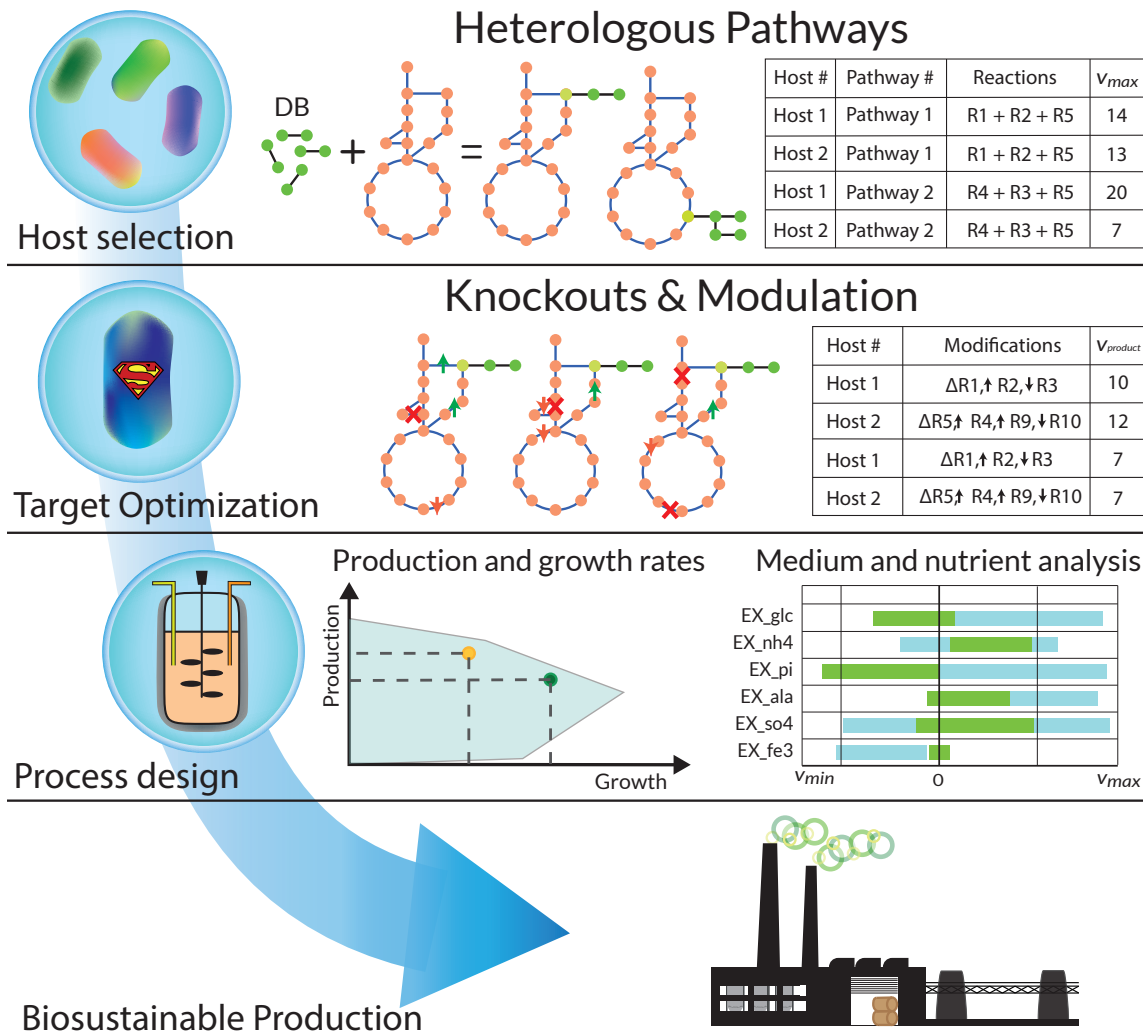 Heterologous Pathways
DB
+
=
Host # Pathway # Reactions vmax
Host 1 Pathway 1 R1 + R2 + R5 14
Host 2 Pathway 1 R1 + R2 + R5 13
Host 1 Pathway 2 R4 + R3 + R5 20
Host 2 Pathway 2 R4 + R3 + R5 7
Host selection
Knockouts & Modulation
S
Host # Modifications vproduct
Host 1 ΔR1,↑ R2,↓R3 10
Host 2 ΔR5,↑ R4,↑ R9,↓R10 12
Host 1 ΔR1,↑ R2,↓R3 7
Host 2 ΔR5,↑ R4,↑ R9,↓R10 7
Target Optimization
Production and growth rates
Production
Growth
Medium and nutrient analysis
EX_glc
EX_nh4
EX_pi
EX_ala
EX_so4
EX_fe3
vmin 0 vmax
Process design
Biosustainable Production